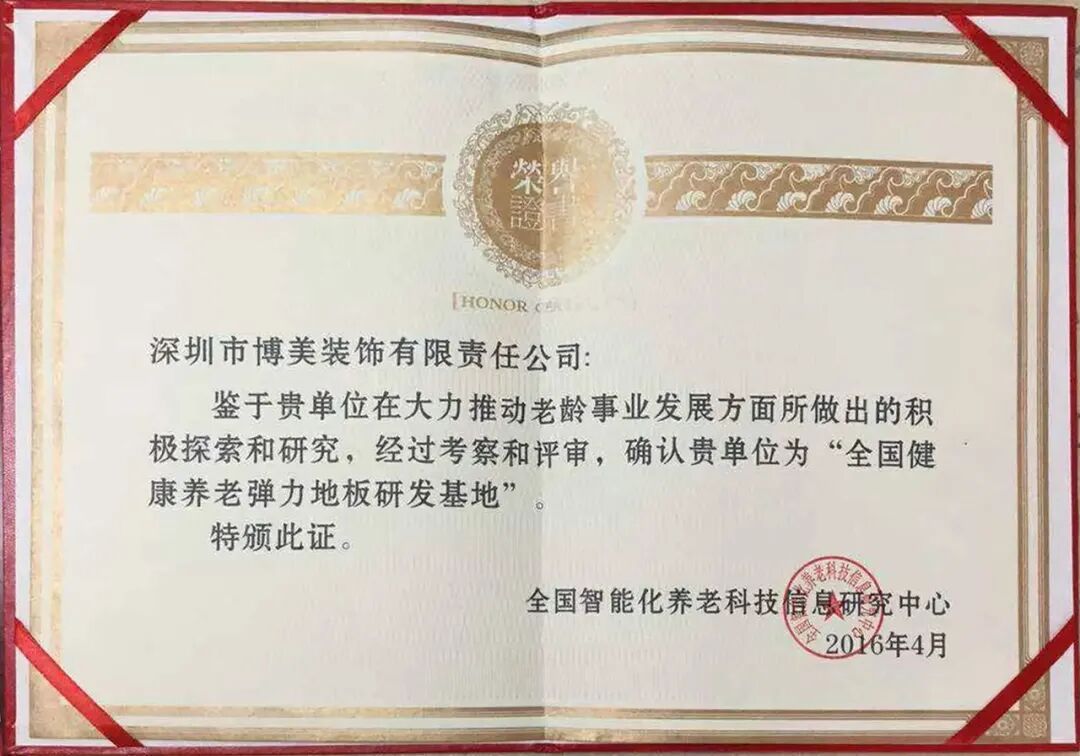 榮譽
證書
[HONOR
深圳市博美装饰有限责任公司:
鉴于贵单位在大力推动老龄事业发展方面所做出的积
极探索和研究，经过考察和评审，确认贵单位为“全国健
康养老弹力地板研发基地”。
特颁此证。
全国智能化养老科技信息研究中心
2016年4月